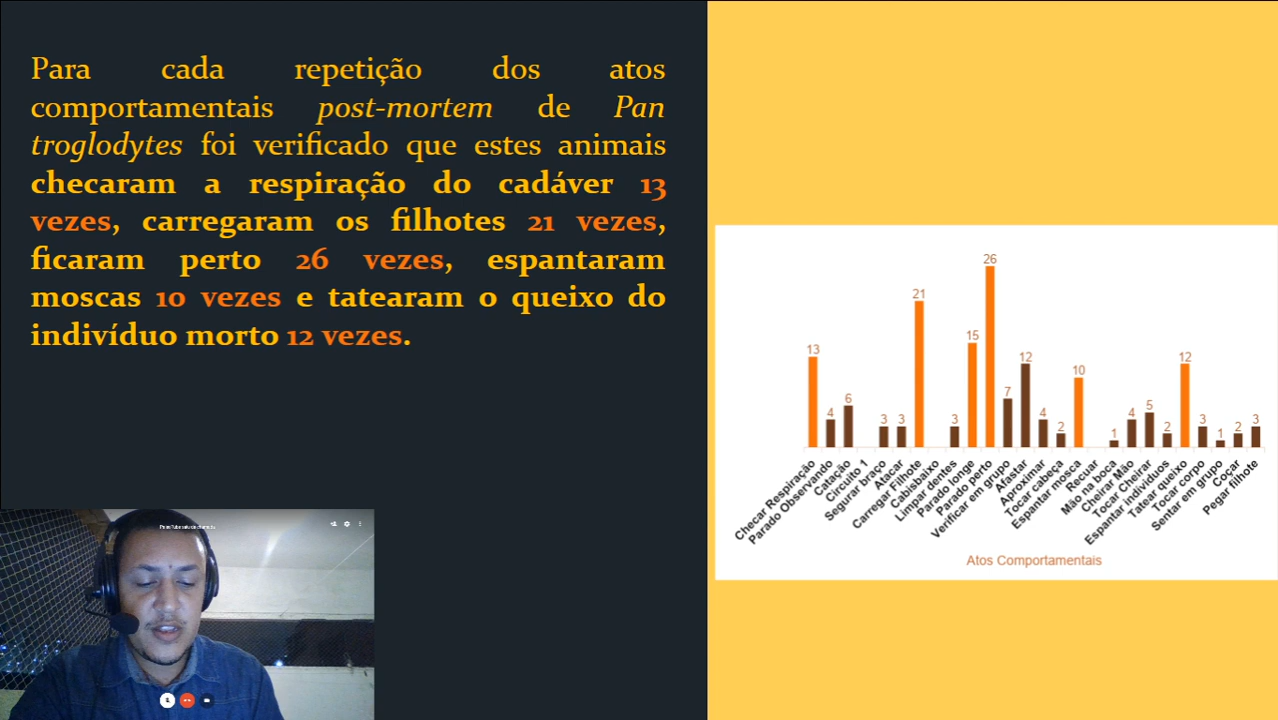 Para cada repetição dos atos
comportamentais post-mortem de Pan
troglodytes foi verificado que estes animais
checaram a respiração do cadáver 13
vezes, carregaram os filhotes 21 vezes,
ficaram perto 26 vezes, espantaram
moscas 10 vezes e tatearam o queixo do
indivíduo morto 12 vezes.
13
4
6
3
3
21
3
15
26
7
12
4
2
10
1
4
5
2
12
3
1
2
3
Checar Respiração
Parado Observando
Catação
Circuito 1
Segurar braço
Atacar
Carregar Filhote
Cabisbaixo
Limpar dentes
Parado longe
Parado perto
Verificar em grupo
Afastar
Aproximar
Tocar cabeça
Espantar mosca
Recuar
Mão na boca
Cheirar Mão
Tocar Cheirar
Espantar indivíduos
Tatear queixo
Tocar corpo
Sentar em grupo
Coçar
Pegar filhote
Atos Comportamentais